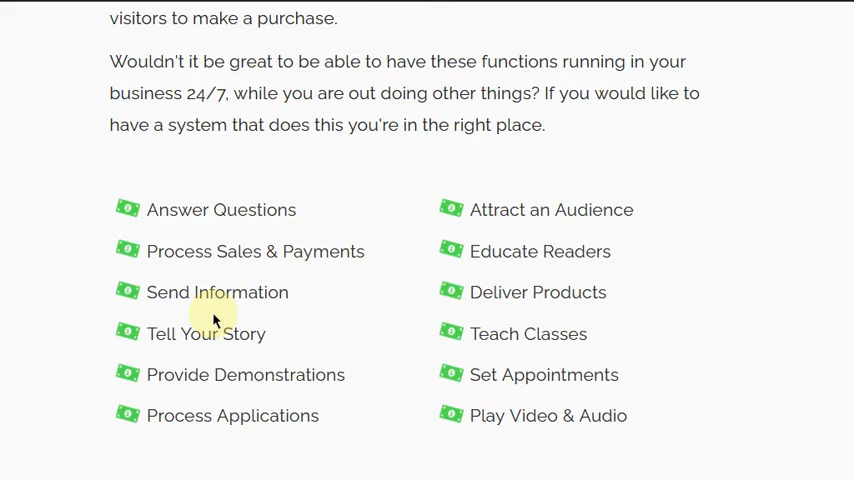 visitors to make a purchase.
Wouldn't it be great to be able to have these functions running in your
business 24/7, while you are out doing other things? If you would like to
have a system that does this you're in the right place.
Answer Questions
Process Sales & Payments
Send Information
Tell Your Story
Provide Demonstrations
Process Applications
Attract an Audience
Educate Readers
Deliver Products
Teach Classes
Set Appointments
Play Video & Audio